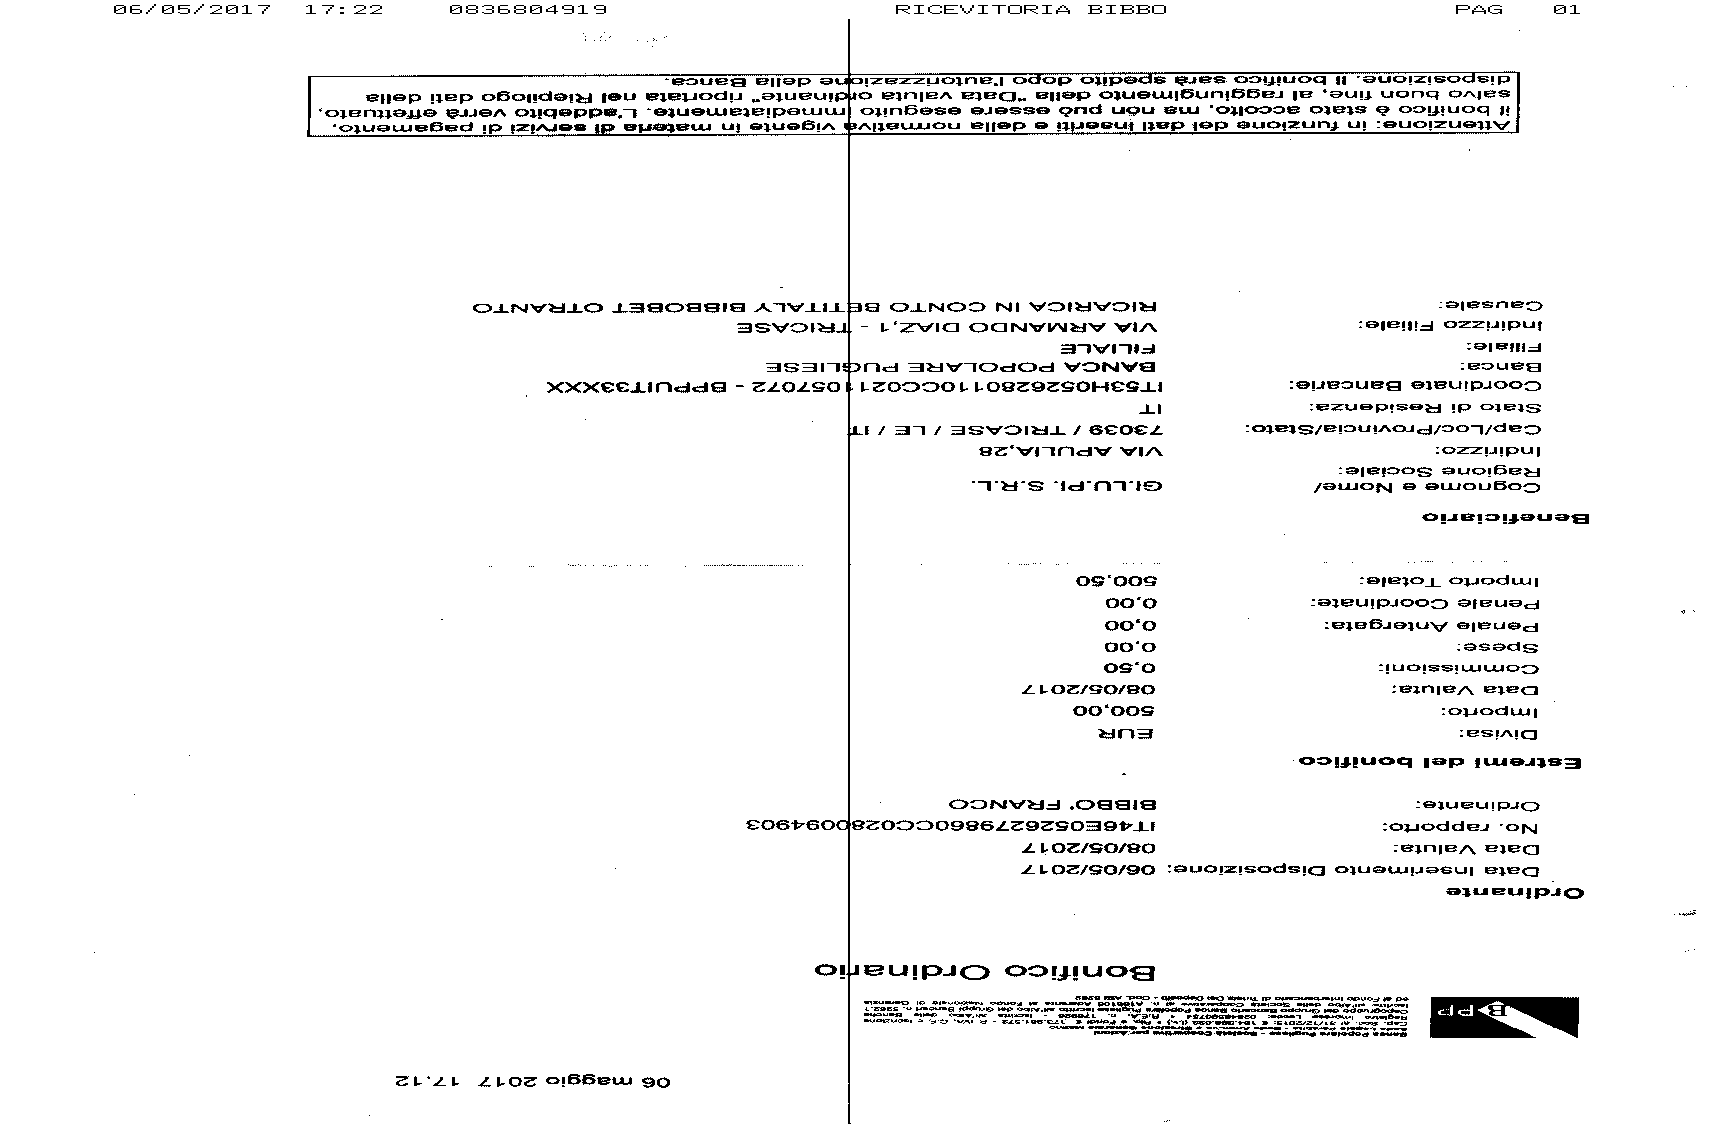 06/05/2017 17:22 0836804919 RICEVITORIA BIBBO PAG 01
06 maggio 2017 17.12
BPP
Banca Popolare Pugliese - Società Cooperativa per Azioni
Bonifico Ordinario
Ordinante
Data Inserimento Disposizione: 06/05/2017
Data Valuta: 08/05/2017
No. rapporto: IT46E0526279860CC0280094903
Ordinante: BIBBO' FRANCO
Estremi del bonifico
Divisa: EUR
Importo: 500,00
Data Valuta: 08/05/2017
Commissioni: 0,50
Spese: 0,00
Penale Antergata: 0,00
Penale Coordinate: 0,00
Importo Totale: 500,50
Beneficiario
Cognome e Nome/ GI.LU.PI. S.R.L.
Ragione Sociale:
Indirizzo: VIA APULIA,28
Cap/Loc/Provincia/Stato: 73039 / TRICASE / LE / IT
Stato di Residenza: IT
Coordinate Bancarie: IT53H0526280110CC0211057072 - BPPUIT33XXX
Banca: BANCA POPOLARE PUGLIESE
Filiale: FILIALE
Indirizzo Filiale: VIA ARMANDO DIAZ,1 - TRICASE
Causale: RICARICA IN CONTO BETITALY BIBBOBET OTRANTO
Attenzione: in funzione dei dati inseriti e della normativa vigente in materia di servizi di pagamento,
il bonifico è stato accolto, ma non può essere eseguito immediatamente. L'addebito verrà effettuato,
salvo buon fine, al raggiungimento della "Data valuta ordinante" riportata nel Riepilogo dati della
disposizione. Il bonifico sarà spedito dopo l'autorizzazione della Banca.